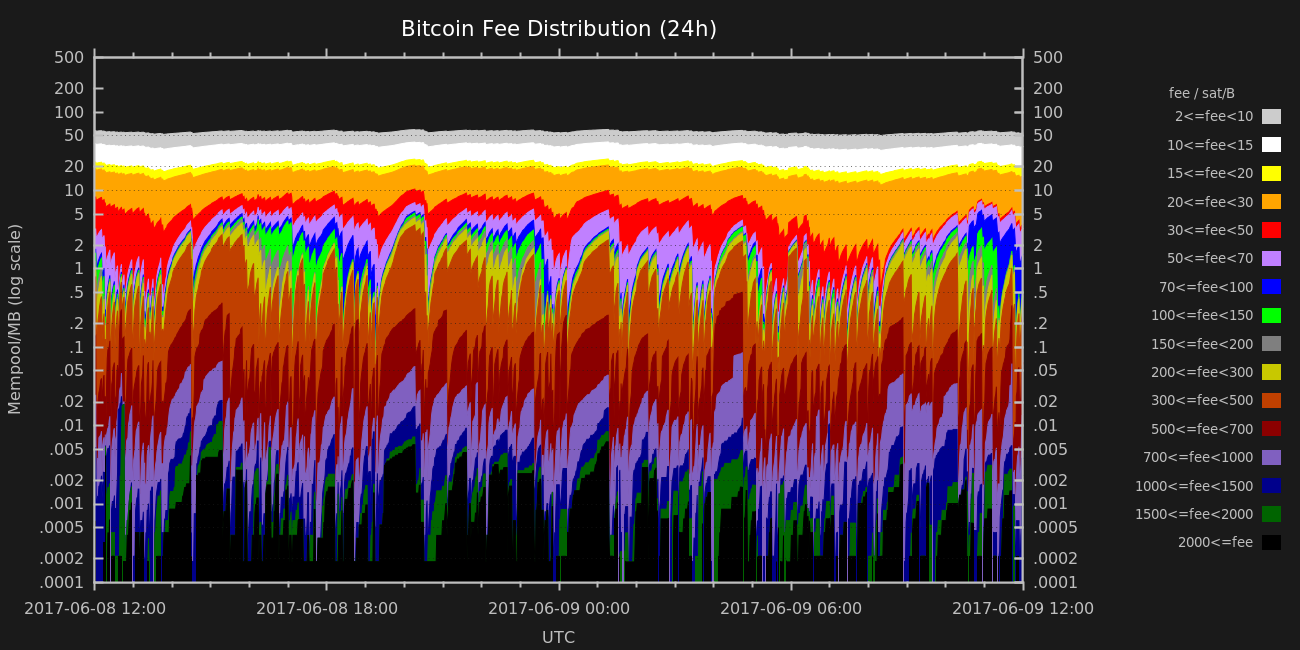 Bitcoin Fee Distribution (24h)
Mempool/MB (log scale)
500
200
100
50
20
10
5
2
1
.5
.2
.1
.05
.02
.01
.005
.002
.001
.0005
.0002
.0001
500
200
100
50
20
10
5
2
1
.5
.2
.1
.05
.02
.01
.005
.002
.001
.0005
.0002
.0001
fee / sat/B
2<=fee<10
10<=fee<15
15<=fee<20
20<=fee<30
30<=fee<50
50<=fee<70
70<=fee<100
100<=fee<150
150<=fee<200
200<=fee<300
300<=fee<500
500<=fee<700
700<=fee<1000
1000<=fee<1500
1500<=fee<2000
2000<=fee
2017-06-08 12:00 2017-06-08 18:00 2017-06-09 00:00 2017-06-09 06:00 2017-06-09 12:00
UTC